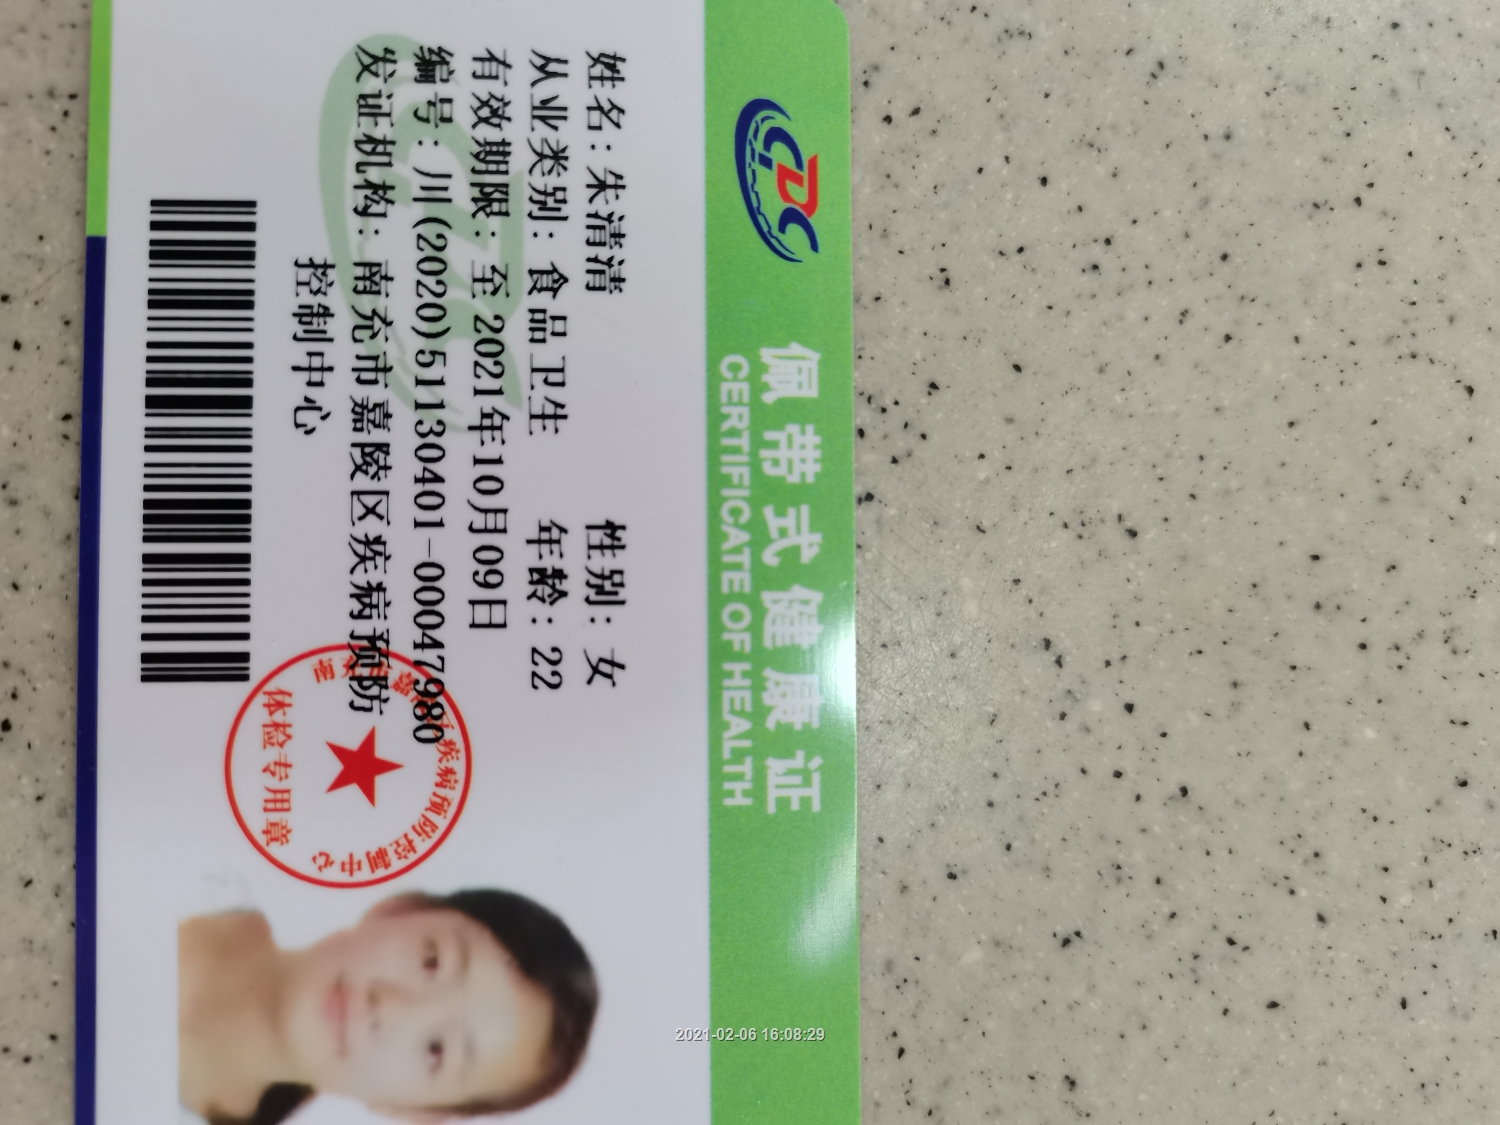 CDC
佩带式健康证
CERTIFICATE OF HEALTH
姓名：朱清清 性别：女
从业类别：食品卫生 年龄：22
有效期限：至2021年10月09日
编号：川(2020)51130401-00047980
发证机构：南充市嘉陵区疾病预防
控制中心
体检专用章
2021-02-06 16:08:29